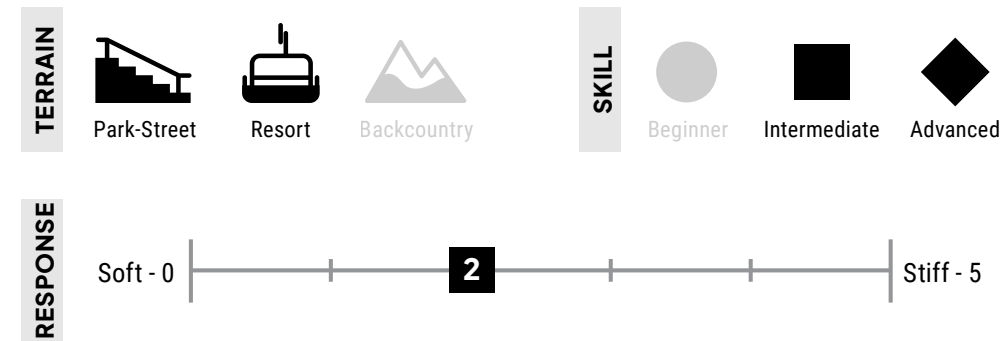 TERRAIN
Park-Street
Resort
Backcountry
SKILL
Beginner
Intermediate
Advanced
RESPONSE
Soft - 0
2
Stiff - 5